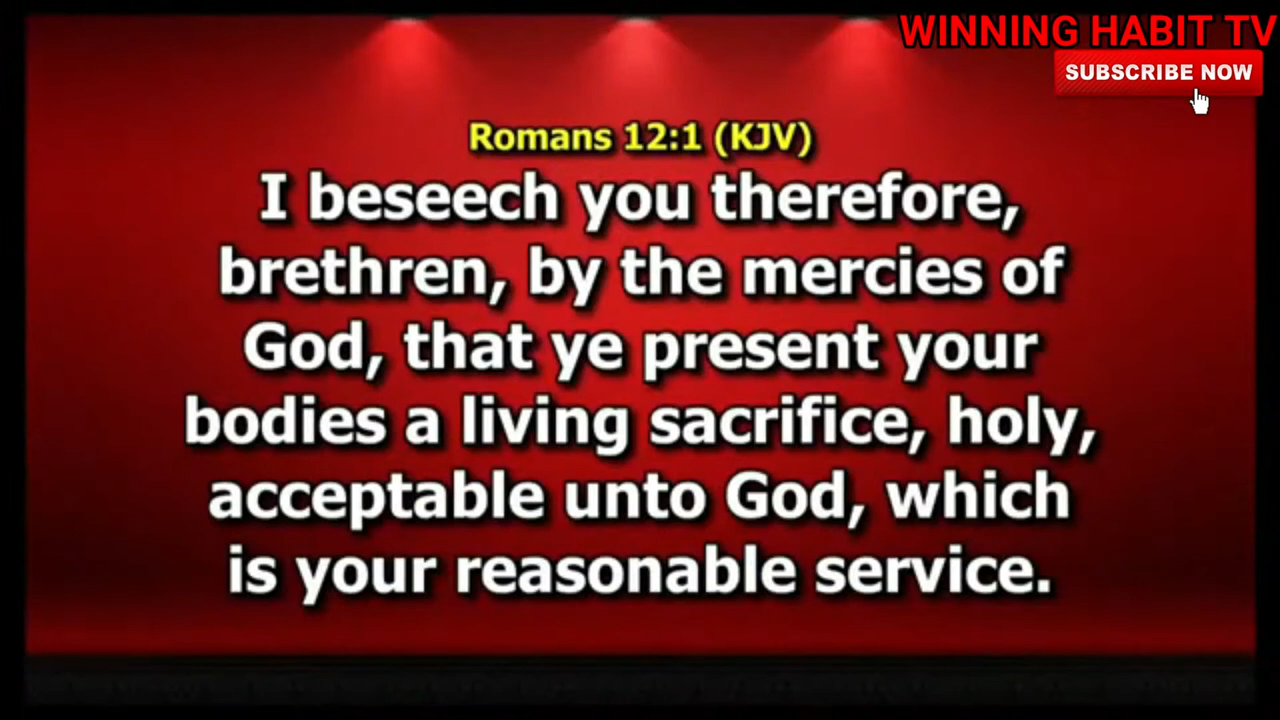 WINNING HABIT TV
SUBSCRIBE NOW
Romans 12:1 (KJV)
I beseech you therefore,
brethren, by the mercies of
God, that ye present your
bodies a living sacrifice, holy,
acceptable unto God, which
is your reasonable service.